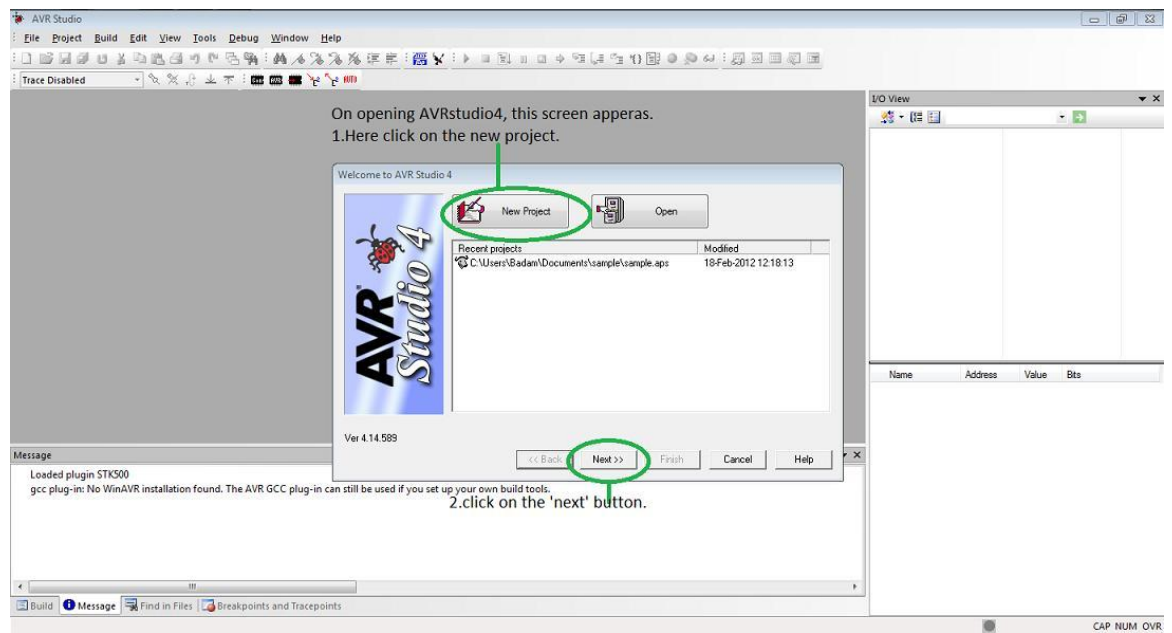 AVR Studio
File Project Build Edit View Tools Debug Window Help
Trace Disabled
I/O View
On opening AVRstudio4, this screen apperas.
1.Here click on the new project.
Welcome to AVR Studio 4
New Project Open
AVR Studio 4
Recent projects Modified
C:\Users\Badam\Documents\sample\sample.aps 18-Feb-2012 12:18:13
Name Address Value Bits
Ver 4.14.589
<< Back Next >> Finish Cancel Help
Message
Loaded plugin STK500
gcc plug-in: No WinAVR installation found. The AVR GCC plug-in can still be used if you set up your own build tools.
2.click on the 'next' button.
Build Message Find in Files Breakpoints and Tracepoints
CAP NUM OVR